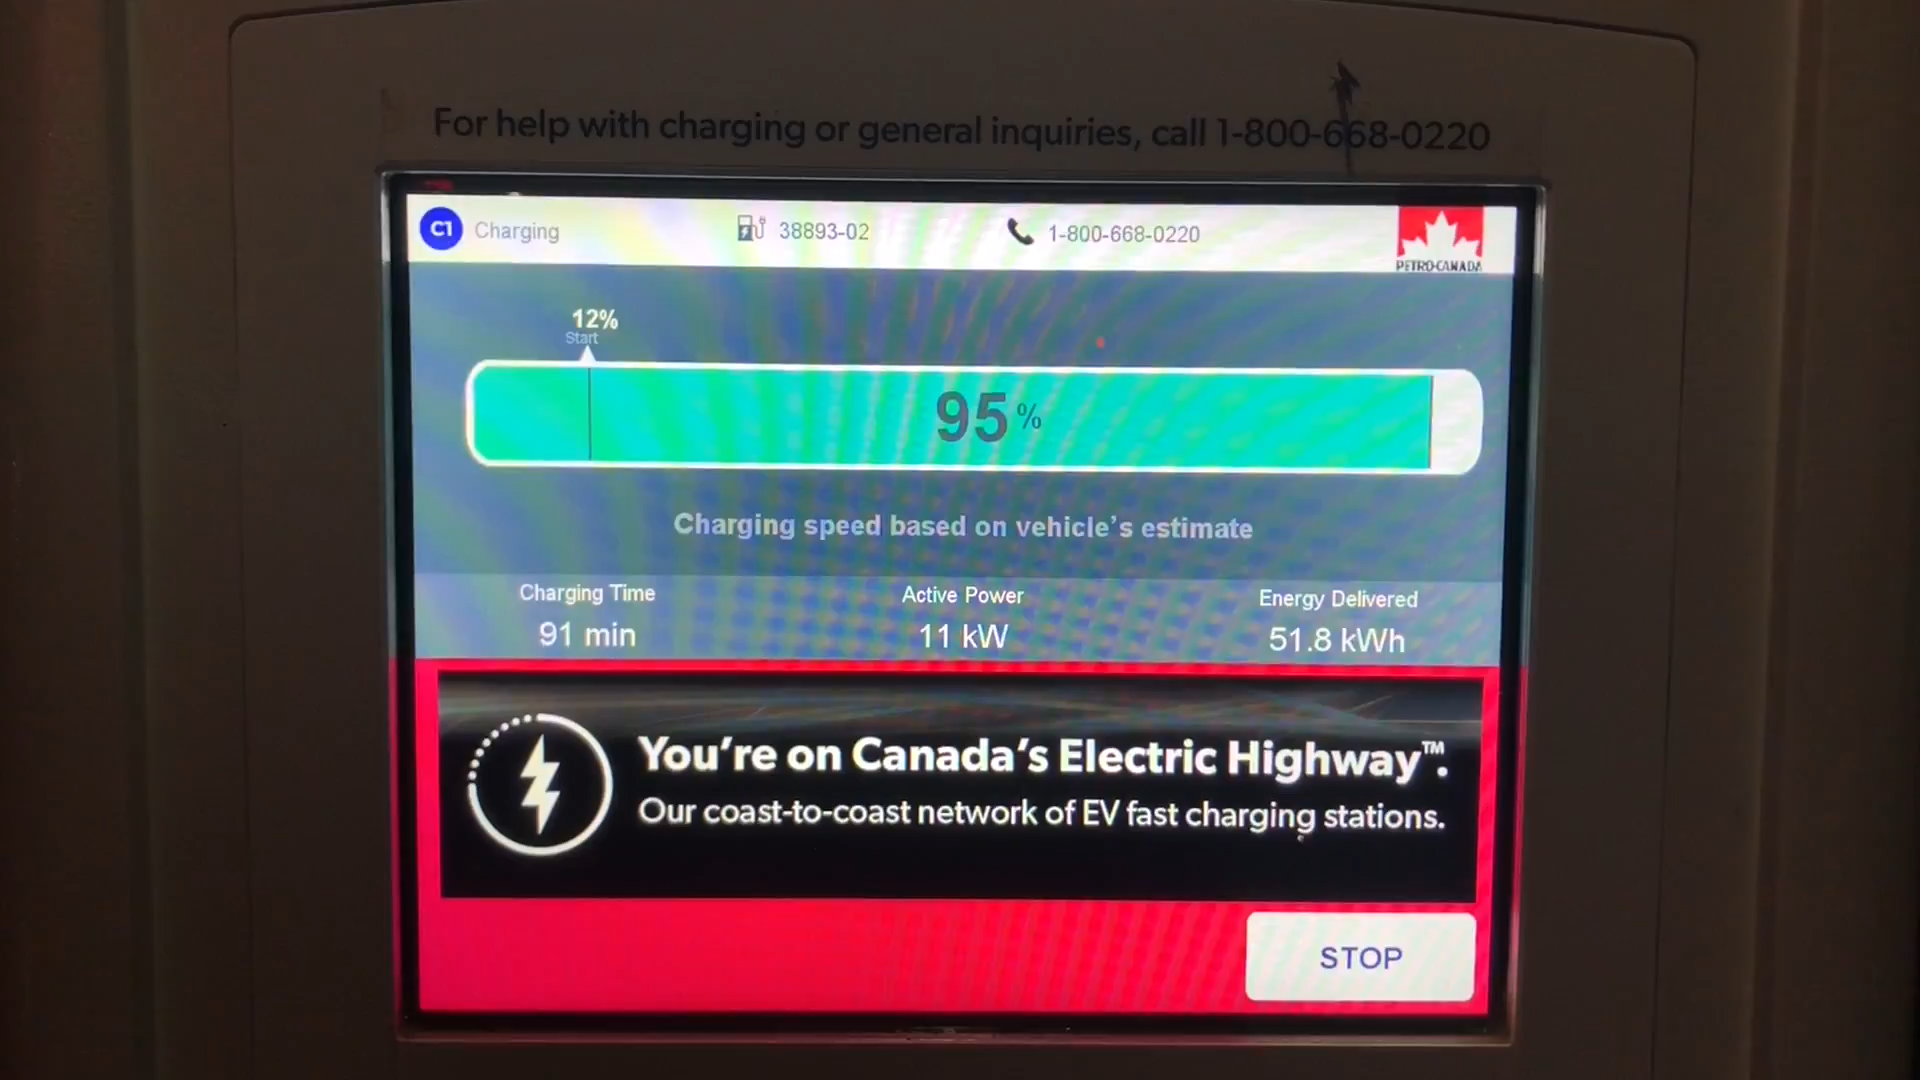 For help with charging or general inquiries, call 1-800-668-0220
C1 Charging 38893-02 1-800-668-0220
PETRO-CANADA
12%
Start
95%
Charging speed based on vehicle's estimate
Charging Time Active Power Energy Delivered
91 min 11 kW 51.8 kWh
You're on Canada's Electric Highway™.
Our coast-to-coast network of EV fast charging stations.
STOP